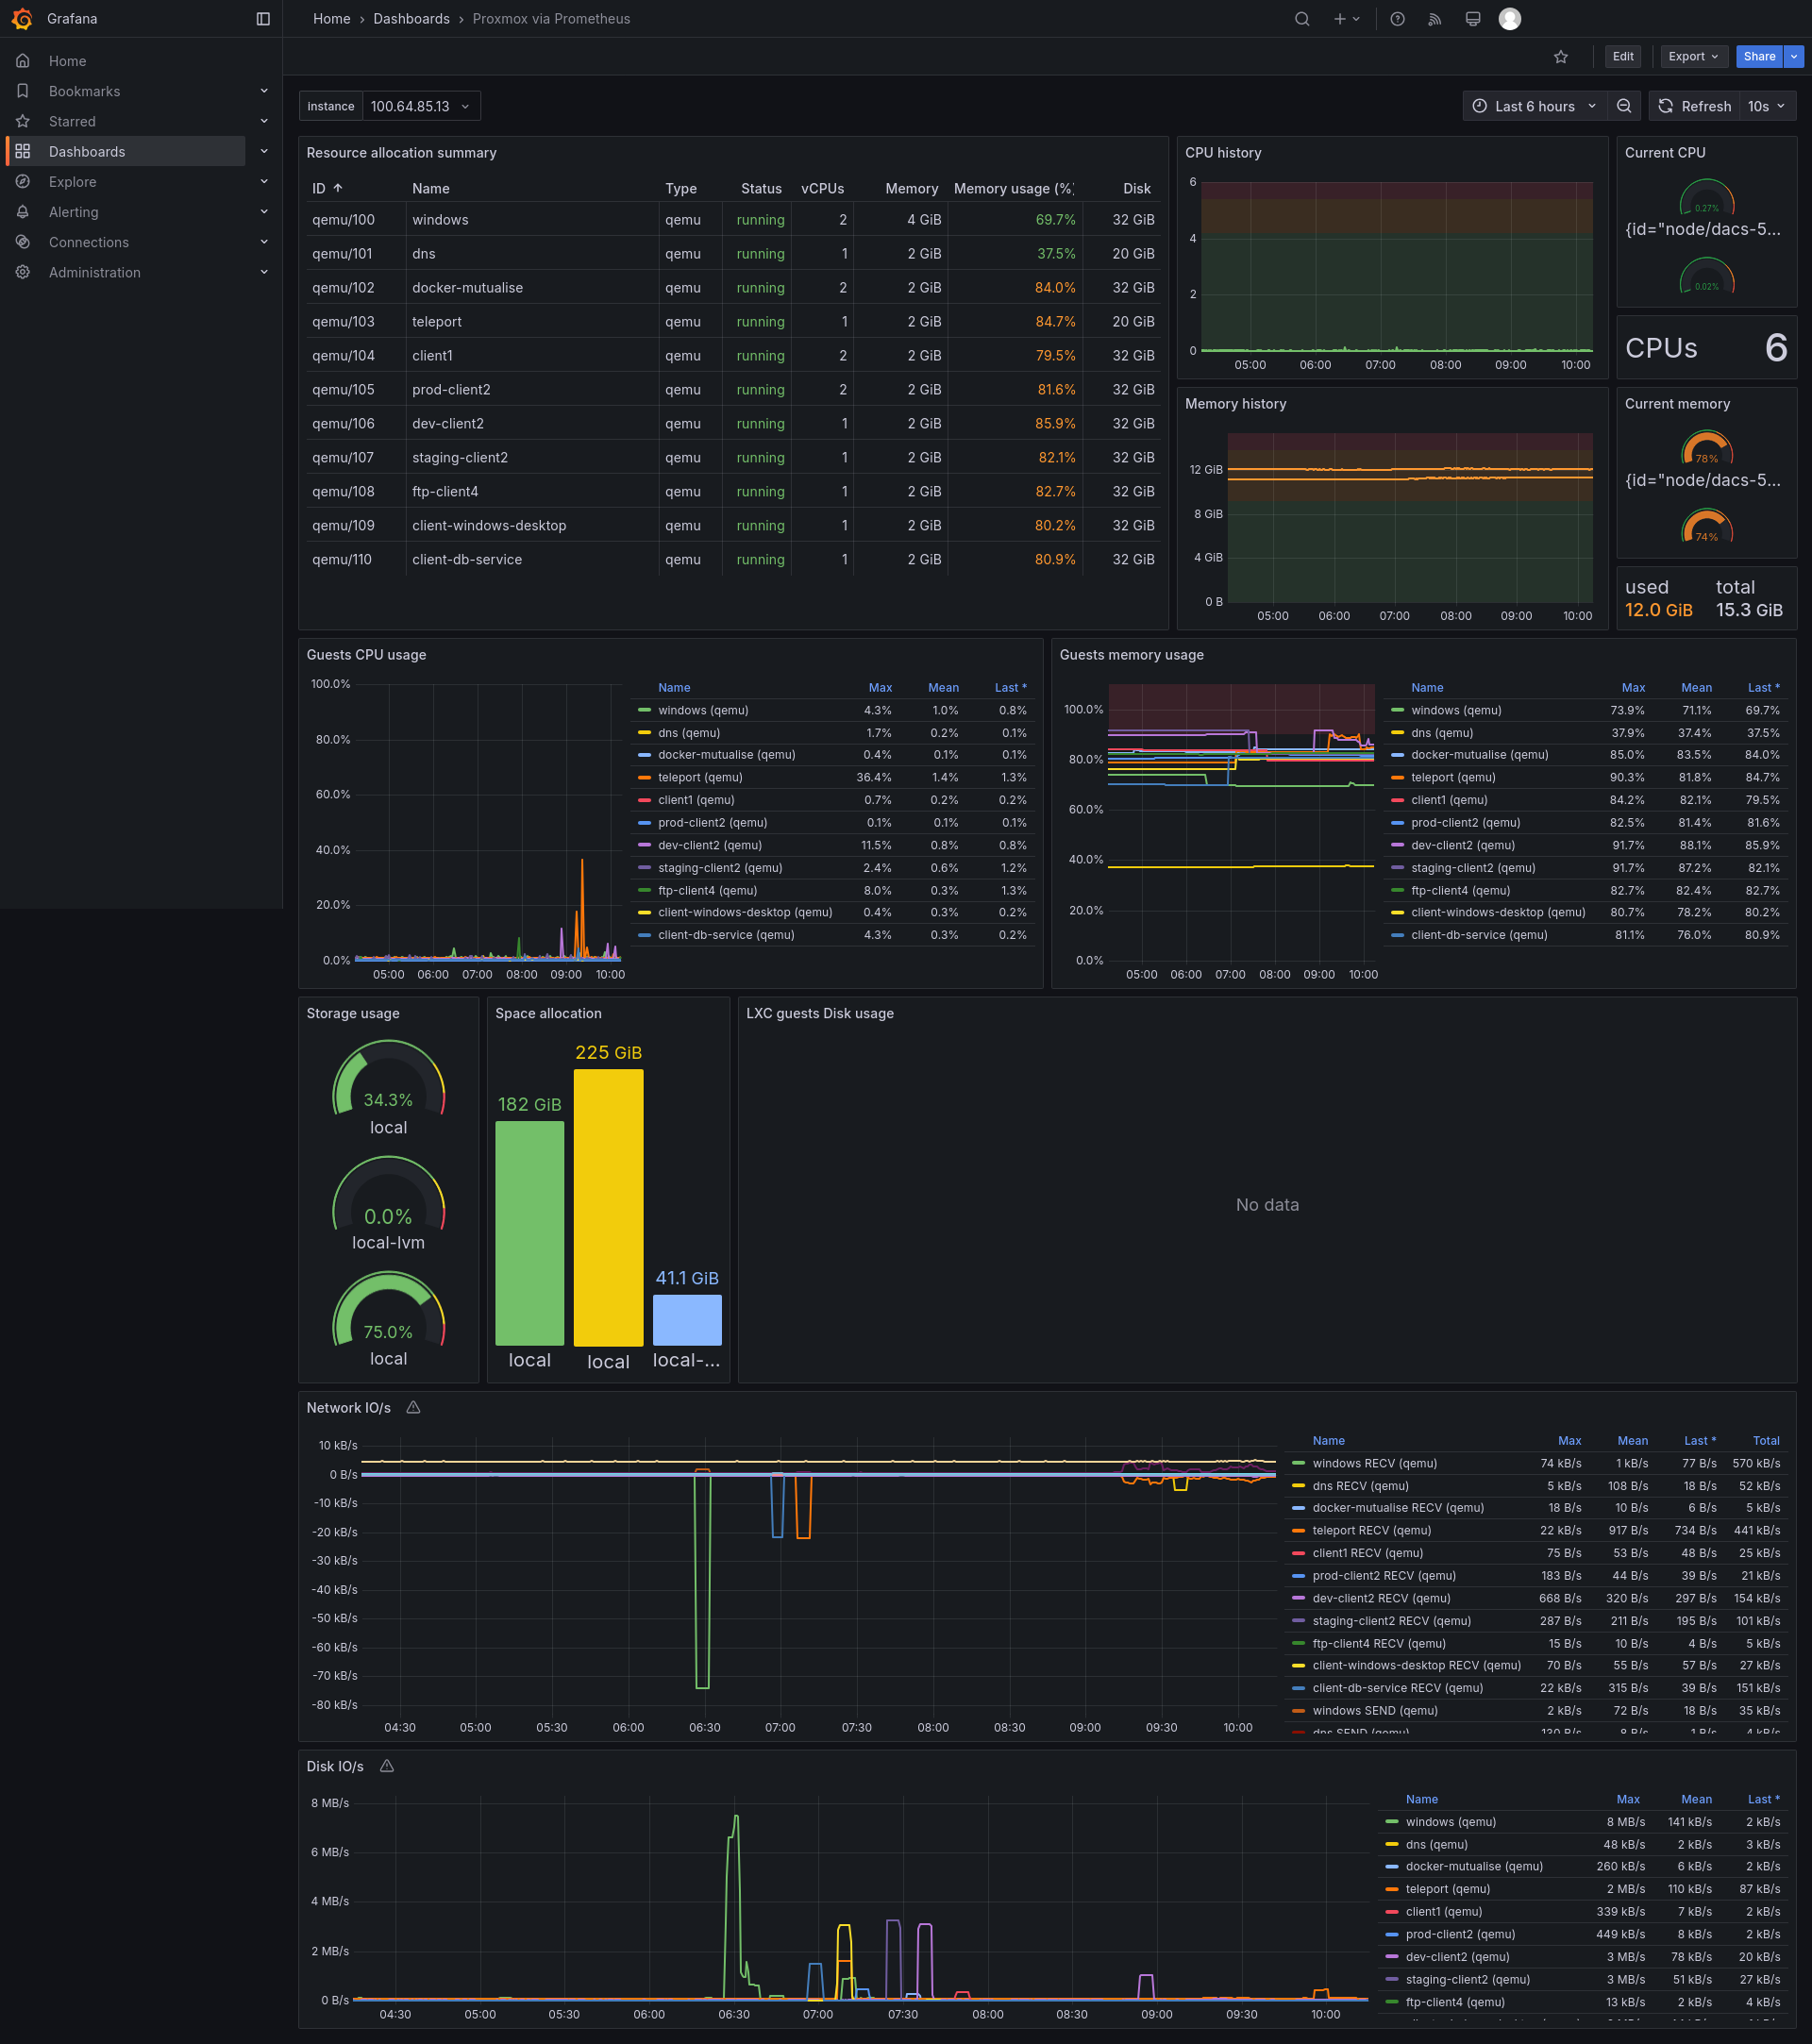 Grafana
Home › Dashboards › Proxmox via Prometheus
Home
Bookmarks
Starred
Dashboards
Explore
Alerting
Connections
Administration
Edit
Export
Share
instance 100.64.85.13
Last 6 hours
Refresh 10s
Resource allocation summary
ID Name Type Status vCPUs Memory Memory usage (%) Disk
qemu/100 windows qemu running 2 4 GiB 69.7% 32 GiB
qemu/101 dns qemu running 1 2 GiB 37.5% 20 GiB
qemu/102 docker-mutualise qemu running 2 2 GiB 84.0% 32 GiB
qemu/103 teleport qemu running 1 2 GiB 84.7% 20 GiB
qemu/104 client1 qemu running 2 2 GiB 79.5% 32 GiB
qemu/105 prod-client2 qemu running 2 2 GiB 81.6% 32 GiB
qemu/106 dev-client2 qemu running 1 2 GiB 85.9% 32 GiB
qemu/107 staging-client2 qemu running 1 2 GiB 82.1% 32 GiB
qemu/108 ftp-client4 qemu running 1 2 GiB 82.7% 32 GiB
qemu/109 client-windows-desktop qemu running 1 2 GiB 80.2% 32 GiB
qemu/110 client-db-service qemu running 1 2 GiB 80.9% 32 GiB
CPU history
6
4
2
0
05:00 06:00 07:00 08:00 09:00 10:00
Current CPU
0.27%
{id="node/dacs-5...
0.02%
CPUs 6
Memory history
12 GiB
8 GiB
4 GiB
0 B
05:00 06:00 07:00 08:00 09:00 10:00
Current memory
78%
{id="node/dacs-5...
74%
used total
12.0 GiB 15.3 GiB
Guests CPU usage
100.0%
80.0%
60.0%
40.0%
20.0%
0.0%
05:00 06:00 07:00 08:00 09:00 10:00
Name Max Mean Last *
windows (qemu) 4.3% 1.0% 0.8%
dns (qemu) 1.7% 0.2% 0.1%
docker-mutualise (qemu) 0.4% 0.1% 0.1%
teleport (qemu) 36.4% 1.4% 1.3%
client1 (qemu) 0.7% 0.2% 0.2%
prod-client2 (qemu) 0.1% 0.1% 0.1%
dev-client2 (qemu) 11.5% 0.8% 0.8%
staging-client2 (qemu) 2.4% 0.6% 1.2%
ftp-client4 (qemu) 8.0% 0.3% 1.3%
client-windows-desktop (qemu) 0.4% 0.3% 0.2%
client-db-service (qemu) 4.3% 0.3% 0.2%
Guests memory usage
100.0%
80.0%
60.0%
40.0%
20.0%
0.0%
05:00 06:00 07:00 08:00 09:00 10:00
Name Max Mean Last *
windows (qemu) 73.9% 71.1% 69.7%
dns (qemu) 37.9% 37.4% 37.5%
docker-mutualise (qemu) 85.0% 83.5% 84.0%
teleport (qemu) 90.3% 81.8% 84.7%
client1 (qemu) 84.2% 82.1% 79.5%
prod-client2 (qemu) 82.5% 81.4% 81.6%
dev-client2 (qemu) 91.7% 88.1% 85.9%
staging-client2 (qemu) 91.7% 87.2% 82.1%
ftp-client4 (qemu) 82.7% 82.4% 82.7%
client-windows-desktop (qemu) 80.7% 78.2% 80.2%
client-db-service (qemu) 81.1% 76.0% 80.9%
Storage usage
34.3%
local
0.0%
local-lvm
75.0%
local
Space allocation
225 GiB
182 GiB
41.1 GiB
local local local-...
LXC guests Disk usage
No data
Network IO/s
10 kB/s
0 B/s
-10 kB/s
-20 kB/s
-30 kB/s
-40 kB/s
-50 kB/s
-60 kB/s
-70 kB/s
-80 kB/s
04:30 05:00 05:30 06:00 06:30 07:00 07:30 08:00 08:30 09:00 09:30 10:00
Name Max Mean Last * Total
windows RECV (qemu) 74 kB/s 1 kB/s 77 B/s 570 kB/s
dns RECV (qemu) 5 kB/s 108 B/s 18 B/s 52 kB/s
docker-mutualise RECV (qemu) 18 B/s 10 B/s 6 B/s 5 kB/s
teleport RECV (qemu) 22 kB/s 917 B/s 734 B/s 441 kB/s
client1 RECV (qemu) 75 B/s 53 B/s 48 B/s 25 kB/s
prod-client2 RECV (qemu) 183 B/s 44 B/s 39 B/s 21 kB/s
dev-client2 RECV (qemu) 668 B/s 320 B/s 297 B/s 154 kB/s
staging-client2 RECV (qemu) 287 B/s 211 B/s 195 B/s 101 kB/s
ftp-client4 RECV (qemu) 15 B/s 10 B/s 4 B/s 5 kB/s
client-windows-desktop RECV (qemu) 70 B/s 55 B/s 57 B/s 27 kB/s
client-db-service RECV (qemu) 22 kB/s 315 B/s 39 B/s 151 kB/s
windows SEND (qemu) 2 kB/s 72 B/s 18 B/s 35 kB/s
dns SEND (qemu) 130 B/s 8 B/s 1 B/s 4 kB/s
Disk IO/s
8 MB/s
6 MB/s
4 MB/s
2 MB/s
0 B/s
04:30 05:00 05:30 06:00 06:30 07:00 07:30 08:00 08:30 09:00 09:30 10:00
Name Max Mean Last *
windows (qemu) 8 MB/s 141 kB/s 2 kB/s
dns (qemu) 48 kB/s 2 kB/s 3 kB/s
docker-mutualise (qemu) 260 kB/s 6 kB/s 2 kB/s
teleport (qemu) 2 MB/s 110 kB/s 87 kB/s
client1 (qemu) 339 kB/s 7 kB/s 2 kB/s
prod-client2 (qemu) 449 kB/s 8 kB/s 2 kB/s
dev-client2 (qemu) 3 MB/s 78 kB/s 20 kB/s
staging-client2 (qemu) 3 MB/s 51 kB/s 27 kB/s
ftp-client4 (qemu) 13 kB/s 2 kB/s 4 kB/s